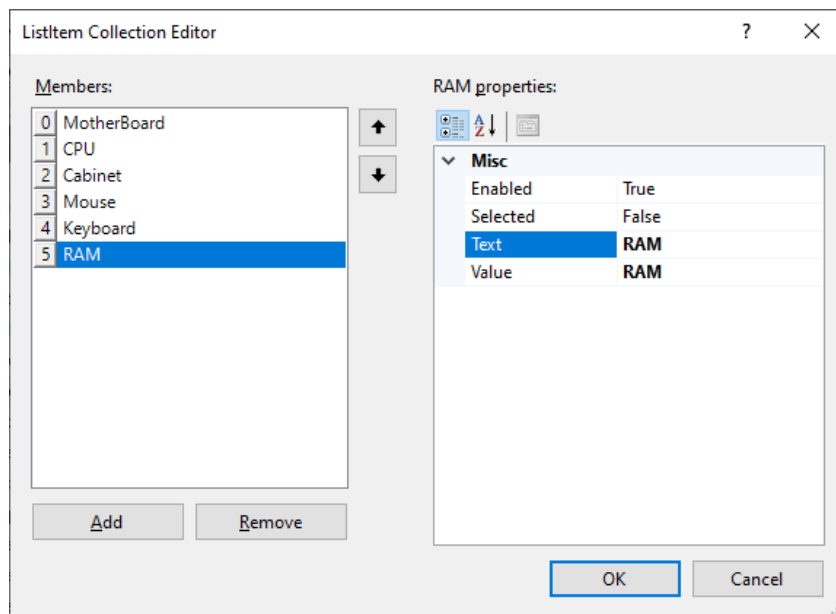 ListItem Collection Editor
?
Members:
0 MotherBoard
1 CPU
2 Cabinet
3 Mouse
4 Keyboard
5 RAM
Add
Remove
RAM properties:
A
Z
Misc
Enabled True
Selected False
Text RAM
Value RAM
OK
Cancel